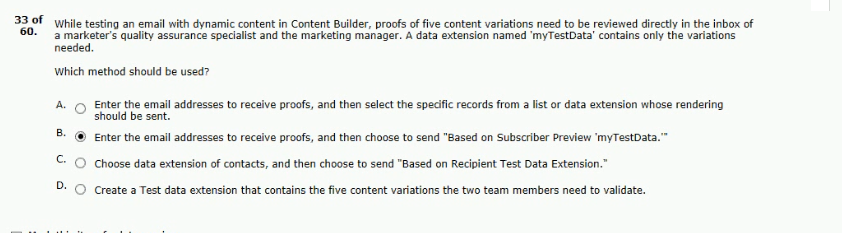 33 of 60.
While testing an email with dynamic content in Content Builder, proofs of five content variations need to be reviewed directly in the inbox of
a marketer's quality assurance specialist and the marketing manager. A data extension named 'myTestData' contains only the variations
needed.
Which method should be used?
A. Enter the email addresses to receive proofs, and then select the specific records from a list or data extension whose rendering
should be sent.
B. Enter the email addresses to receive proofs, and then choose to send "Based on Subscriber Preview 'myTestData.'"
C. Choose data extension of contacts, and then choose to send "Based on Recipient Test Data Extension."
D. Create a Test data extension that contains the five content variations the two team members need to validate.